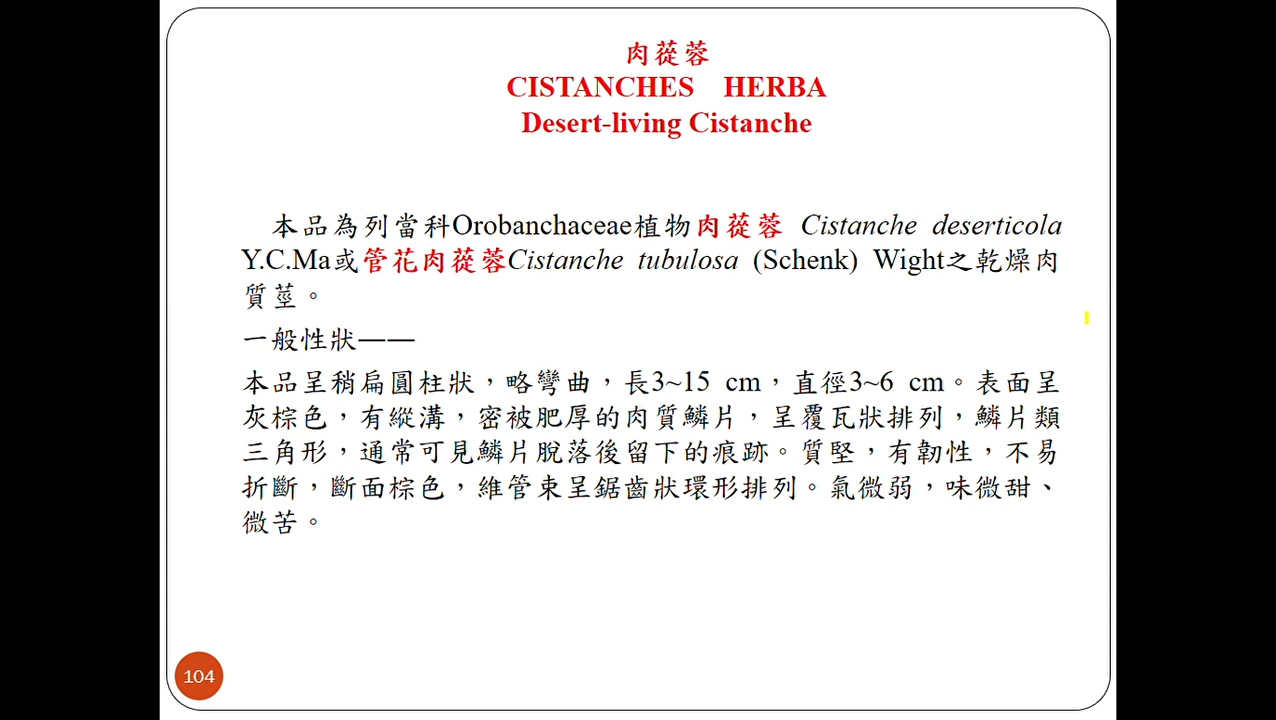 肉蓯蓉
CISTANCHES HERBA
Desert-living Cistanche
本品為列當科Orobanchaceae植物肉蓯蓉 Cistanche deserticola
Y.C.Ma或管花肉蓯蓉Cistanche tubulosa (Schenk) Wight之乾燥肉
質莖。
一般性狀——
本品呈稍扁圓柱狀，略彎曲，長3~15 cm，直徑3~6 cm。表面呈
灰棕色，有縱溝，密被肥厚的肉質鱗片，呈覆瓦狀排列，鱗片類
三角形，通常可見鱗片脫落後留下的痕跡。質堅，有韌性，不易
折斷，斷面棕色，維管束呈鋸齒狀環形排列。氣微弱，味微甜、
微苦。
104